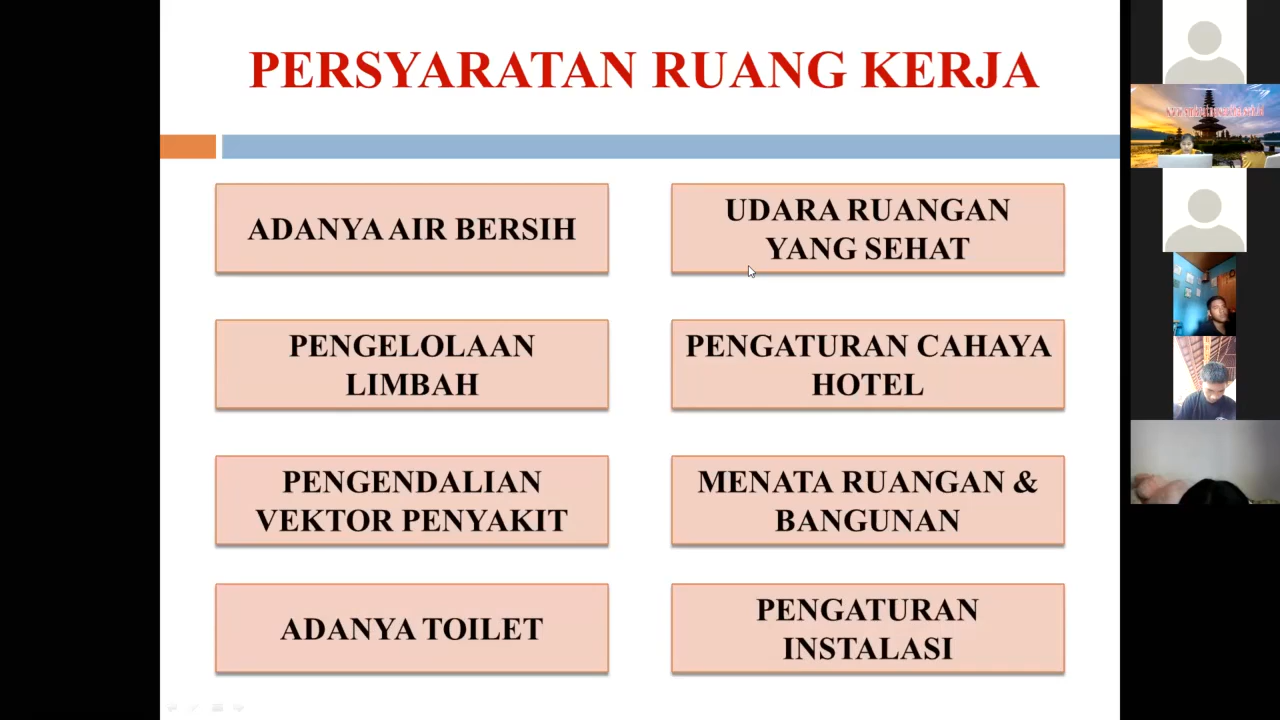 PERSYARATAN RUANG KERJA
ADANYA AIR BERSIH
UDARA RUANGAN
YANG SEHAT
PENGELOLAAN
LIMBAH
PENGATURAN CAHAYA
HOTEL
PENGENDALIAN
VEKTOR PENYAKIT
MENATA RUANGAN &
BANGUNAN
ADANYA TOILET
PENGATURAN
INSTALASI